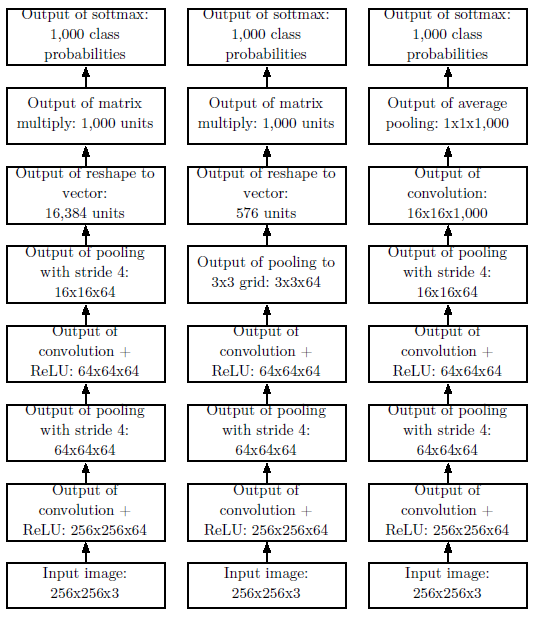 Output of softmax:
1,000 class
probabilities
Output of matrix
multiply: 1,000 units
Output of reshape to
vector:
16,384 units
Output of pooling
with stride 4:
16x16x64
Output of
convolution +
ReLU: 64x64x64
Output of pooling
with stride 4:
64x64x64
Output of
convolution +
ReLU: 256x256x64
Input image:
256x256x3
Output of softmax:
1,000 class
probabilities
Output of matrix
multiply: 1,000 units
Output of reshape to
vector:
576 units
Output of pooling to
3x3 grid: 3x3x64
Output of
convolution +
ReLU: 64x64x64
Output of pooling
with stride 4:
64x64x64
Output of
convolution +
ReLU: 256x256x64
Input image:
256x256x3
Output of softmax:
1,000 class
probabilities
Output of average
pooling: 1x1x1,000
Output of
convolution:
16x16x1,000
Output of pooling
with stride 4:
16x16x64
Output of
convolution +
ReLU: 64x64x64
Output of pooling
with stride 4:
64x64x64
Output of
convolution +
ReLU: 256x256x64
Input image:
256x256x3